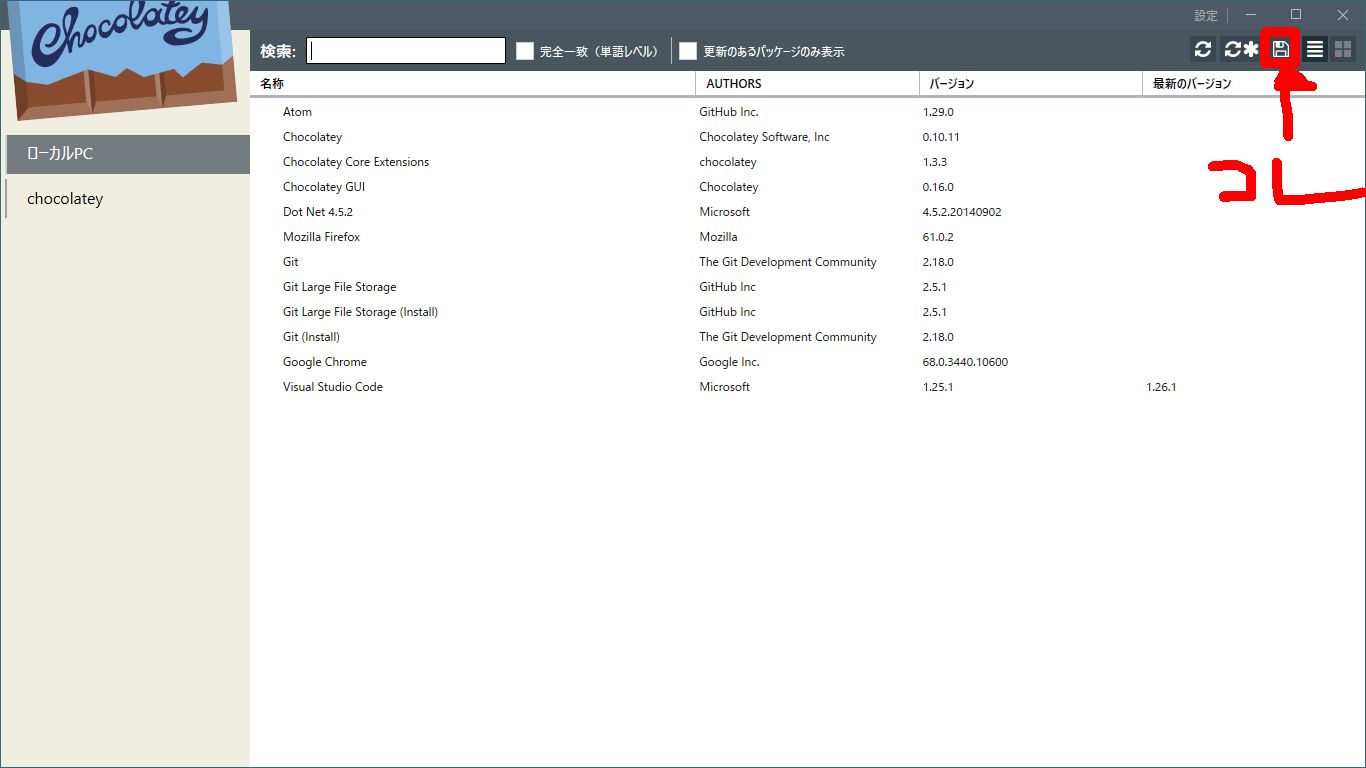 Chocolatey
設定
検索:
完全一致（単語レベル）
更新のあるパッケージのみ表示
名称 AUTHORS バージョン 最新のバージョン
ローカルPC
chocolatey
Atom GitHub Inc. 1.29.0
Chocolatey Chocolatey Software, Inc 0.10.11
Chocolatey Core Extensions chocolatey 1.3.3
Chocolatey GUI Chocolatey 0.16.0
Dot Net 4.5.2 Microsoft 4.5.2.20140902
Mozilla Firefox Mozilla 61.0.2
Git The Git Development Community 2.18.0
Git Large File Storage GitHub Inc 2.5.1
Git Large File Storage (Install) GitHub Inc 2.5.1
Git (Install) The Git Development Community 2.18.0
Google Chrome Google Inc. 68.0.3440.10600
Visual Studio Code Microsoft 1.25.1 1.26.1
コレ